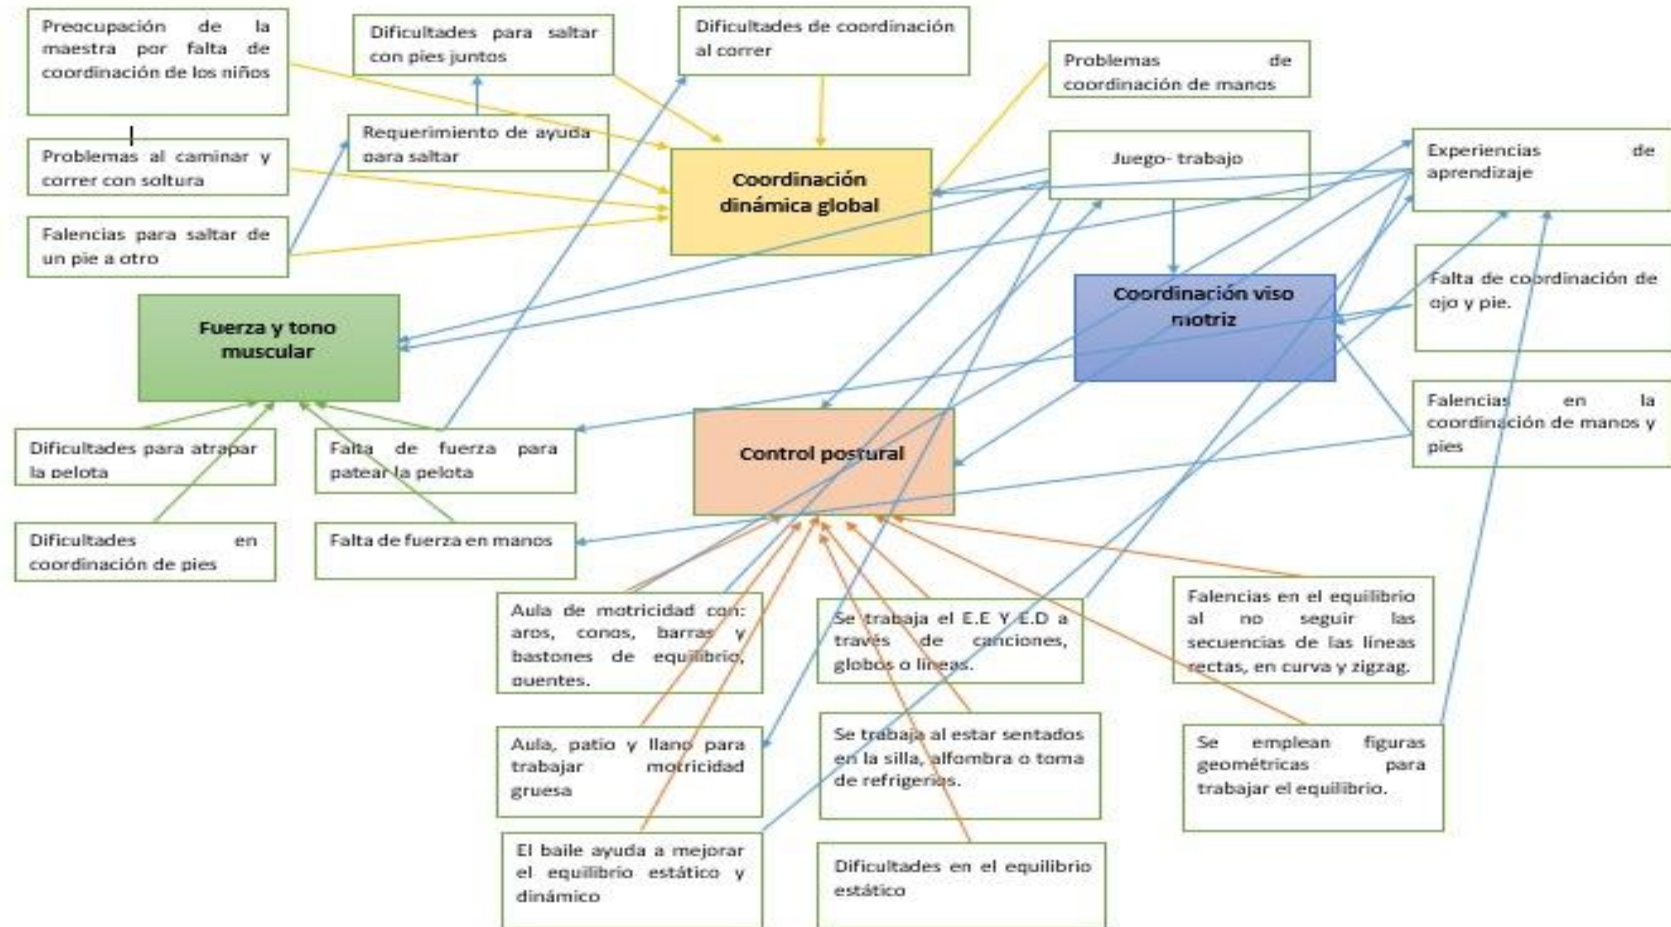 Preocupación de la
maestra por falta de
coordinación de los niños
Dificultades para saltar
con pies juntos
Dificultades de coordinación
al correr
Problemas de
coordinación de manos
Problemas al caminar y
correr con soltura
Requerimiento de ayuda
para saltar
Coordinación
dinámica global
Juego- trabajo
Experiencias de
aprendizaje
Falencias para saltar de
un pie a otro
Fuerza y tono
muscular
Coordinación viso
motriz
Falta de coordinación de
ojo y pie.
Dificultades para atrapar
la pelota
Falta de fuerza para
patear la pelota
Control postural
Falencias en la
coordinación de manos y
pies
Dificultades en
coordinación de pies
Falta de fuerza en manos
Aula de motricidad con:
aros, conos, barras y
bastones de equilibrio,
puentes.
Se trabaja el E.E Y E.D a
través de canciones,
globos o líneas.
Falencias en el equilibrio
al no seguir las
secuencias de las líneas
rectas, en curva y zigzag.
Aula, patio y llano para
trabajar motricidad
gruesa
Se trabaja al estar sentados
en la silla, alfombra o toma
de refrigerios.
Se emplean figuras
geométricas para
trabajar el equilibrio.
El baile ayuda a mejorar
el equilibrio estático y
dinámico
Dificultades en el equilibrio
estático